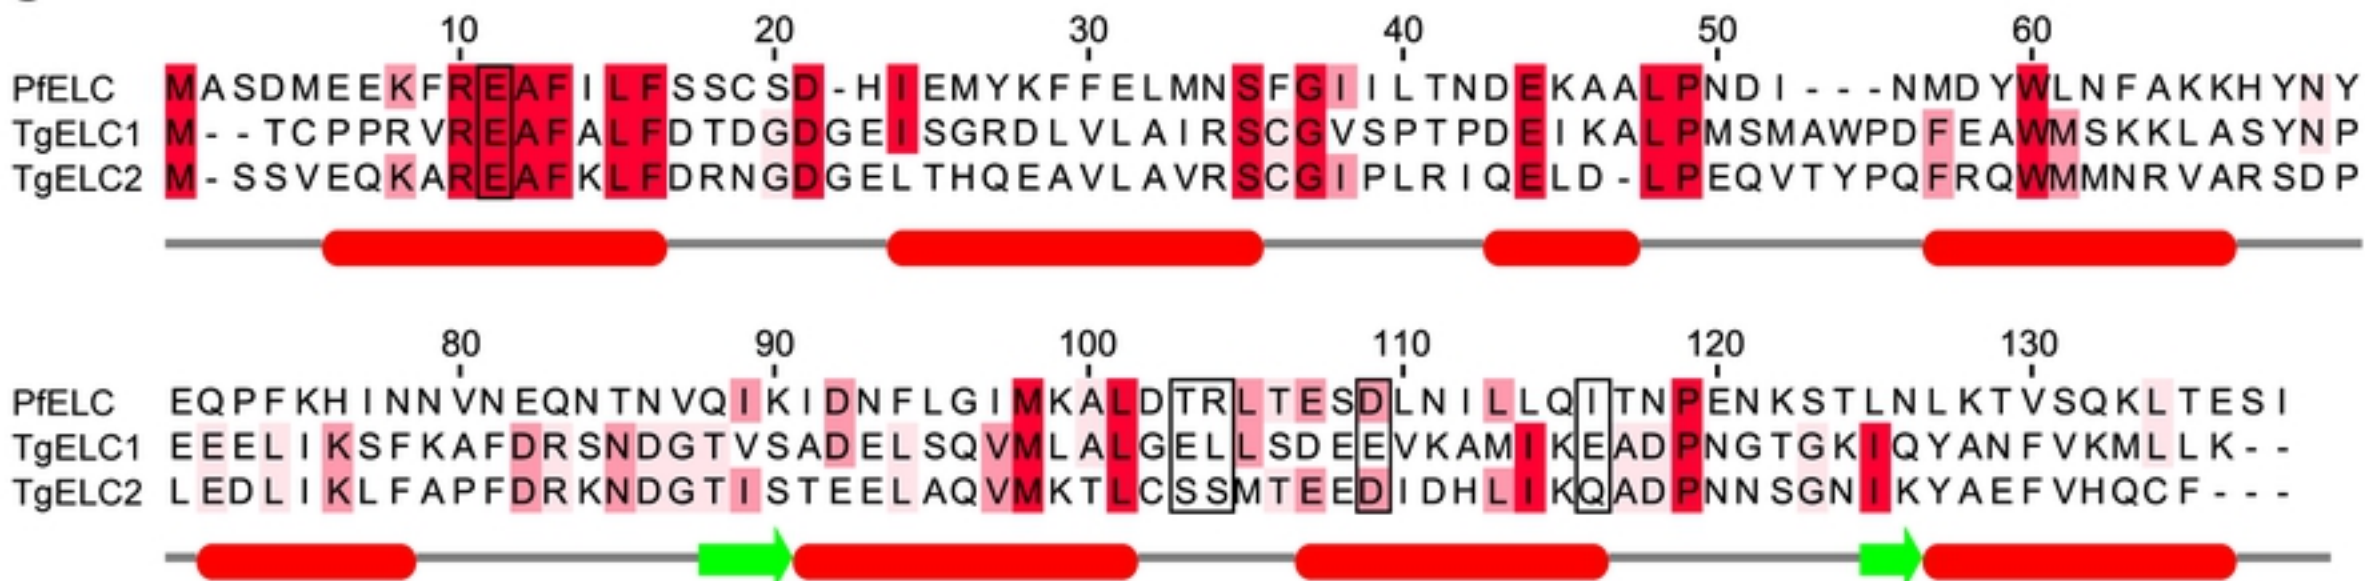 10 20 30 40 50 60
PfELC MASDMEEKFREAFILFSSCSD-HIEMYKFFELMNSFGIILTNDEKAALPNDI---NMDYWLNFAKKHYNY
TgELC1 M--TCPPRVREAFALFDTDGDGEISGRDLVLAIRSCGVSPTPDEIKALPMSMAWPDFEAWMSKKLASYNP
TgELC2 M-SSVEQKAREAFKLFDRNGDGELTHQEAVLAVRSCGIPLRIQELD-LPEQVTYPQFRQWMMNRVARSDP
80 90 100 110 120 130
PfELC EQPFKHINNVNEQNTNVQIKIDNFLGIMKALDTRLTESDLNILLQITNPENKSTLNLKTVSQKLTESI
TgELC1 EEELIKSFKAFDRSNDGTVSADELSQVMLALGELLSDEEVKAMIKEADPNGTGKIQYANFVKMLLK--
TgELC2 LEDLIKLFAPFDRKNDGTISTEELAQVMKTLCSSMTEEDIDHLIKQADPNNSGNIKYAEFVHQCF---